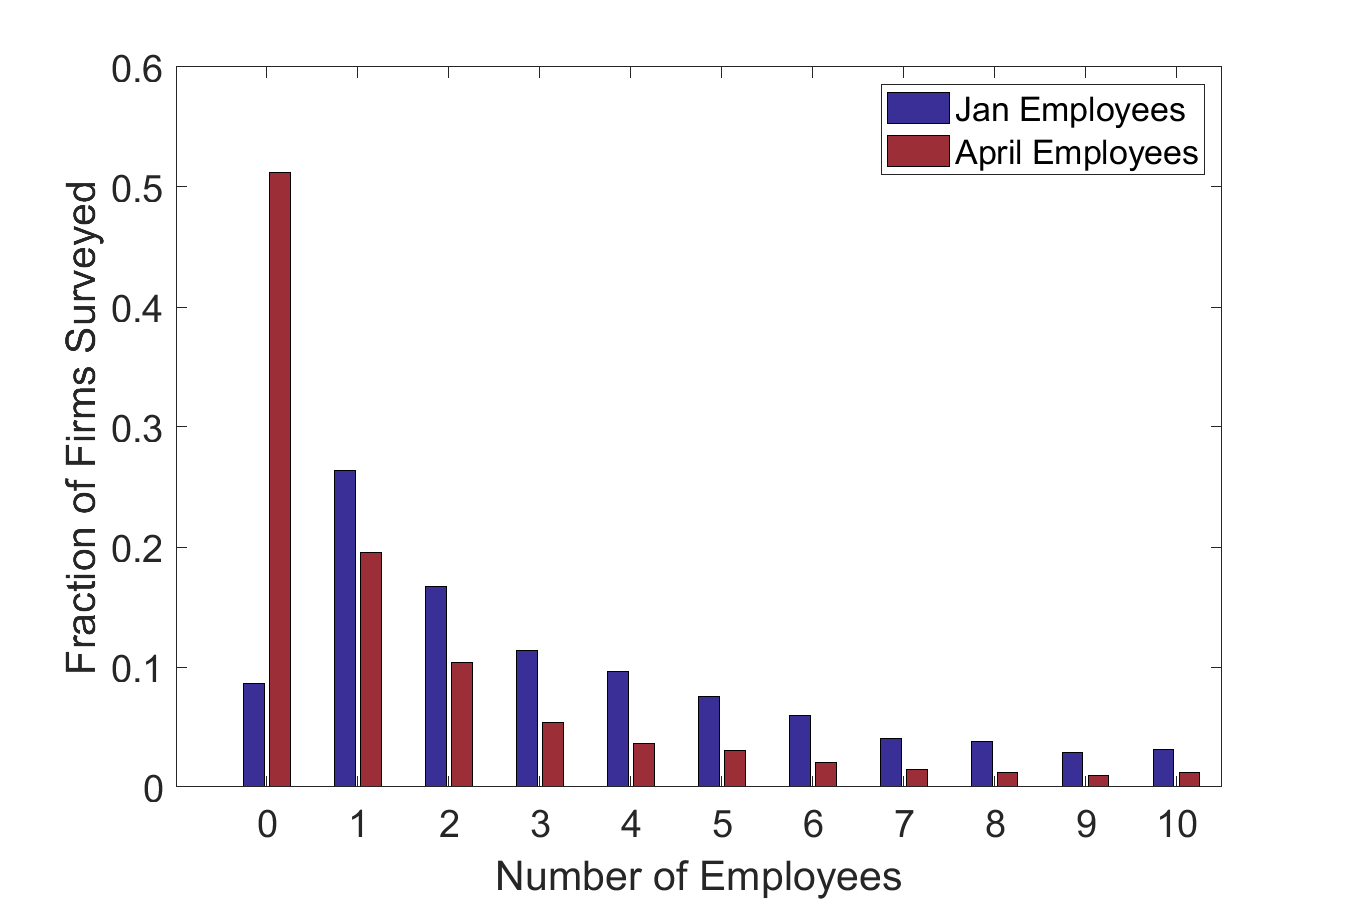 0.6
0.5
0.4
0.3
0.2
0.1
0
Fraction of Firms Surveyed
Jan Employees
April Employees
0 1 2 3 4 5 6 7 8 9 10
Number of Employees